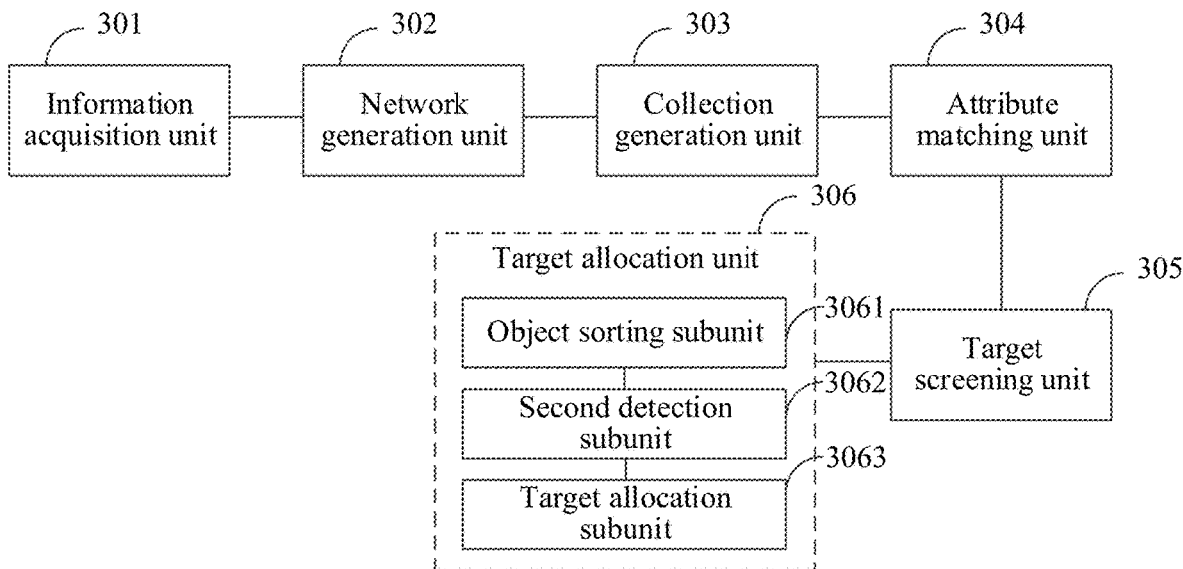 301
302
303
304
Information
acquisition unit
Network
generation unit
Collection
generation unit
Attribute
matching unit
306
Target allocation unit
305
3061
Object sorting subunit
Target
screening unit
3062
Second detection
subunit
3063
Target allocation
subunit